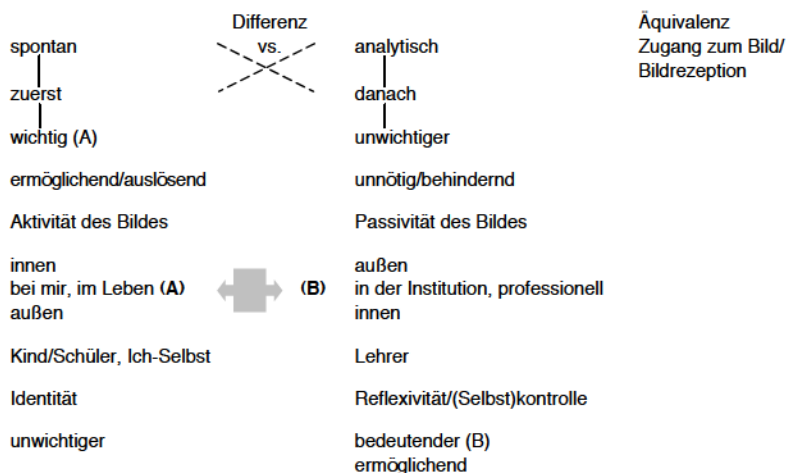 Differenz Äquivalenz
spontan vs. analytisch Zugang zum Bild/
Bildrezeption
zuerst danach
wichtig (A) unwichtiger
ermöglichend/auslösend unnötig/behindernd
Aktivität des Bildes Passivität des Bildes
innen außen
bei mir, im Leben (A) (B) in der Institution, professionell
außen innen
Kind/Schüler, Ich-Selbst Lehrer
Identität Reflexivität/(Selbst)kontrolle
unwichtiger bedeutender (B)
ermöglichend